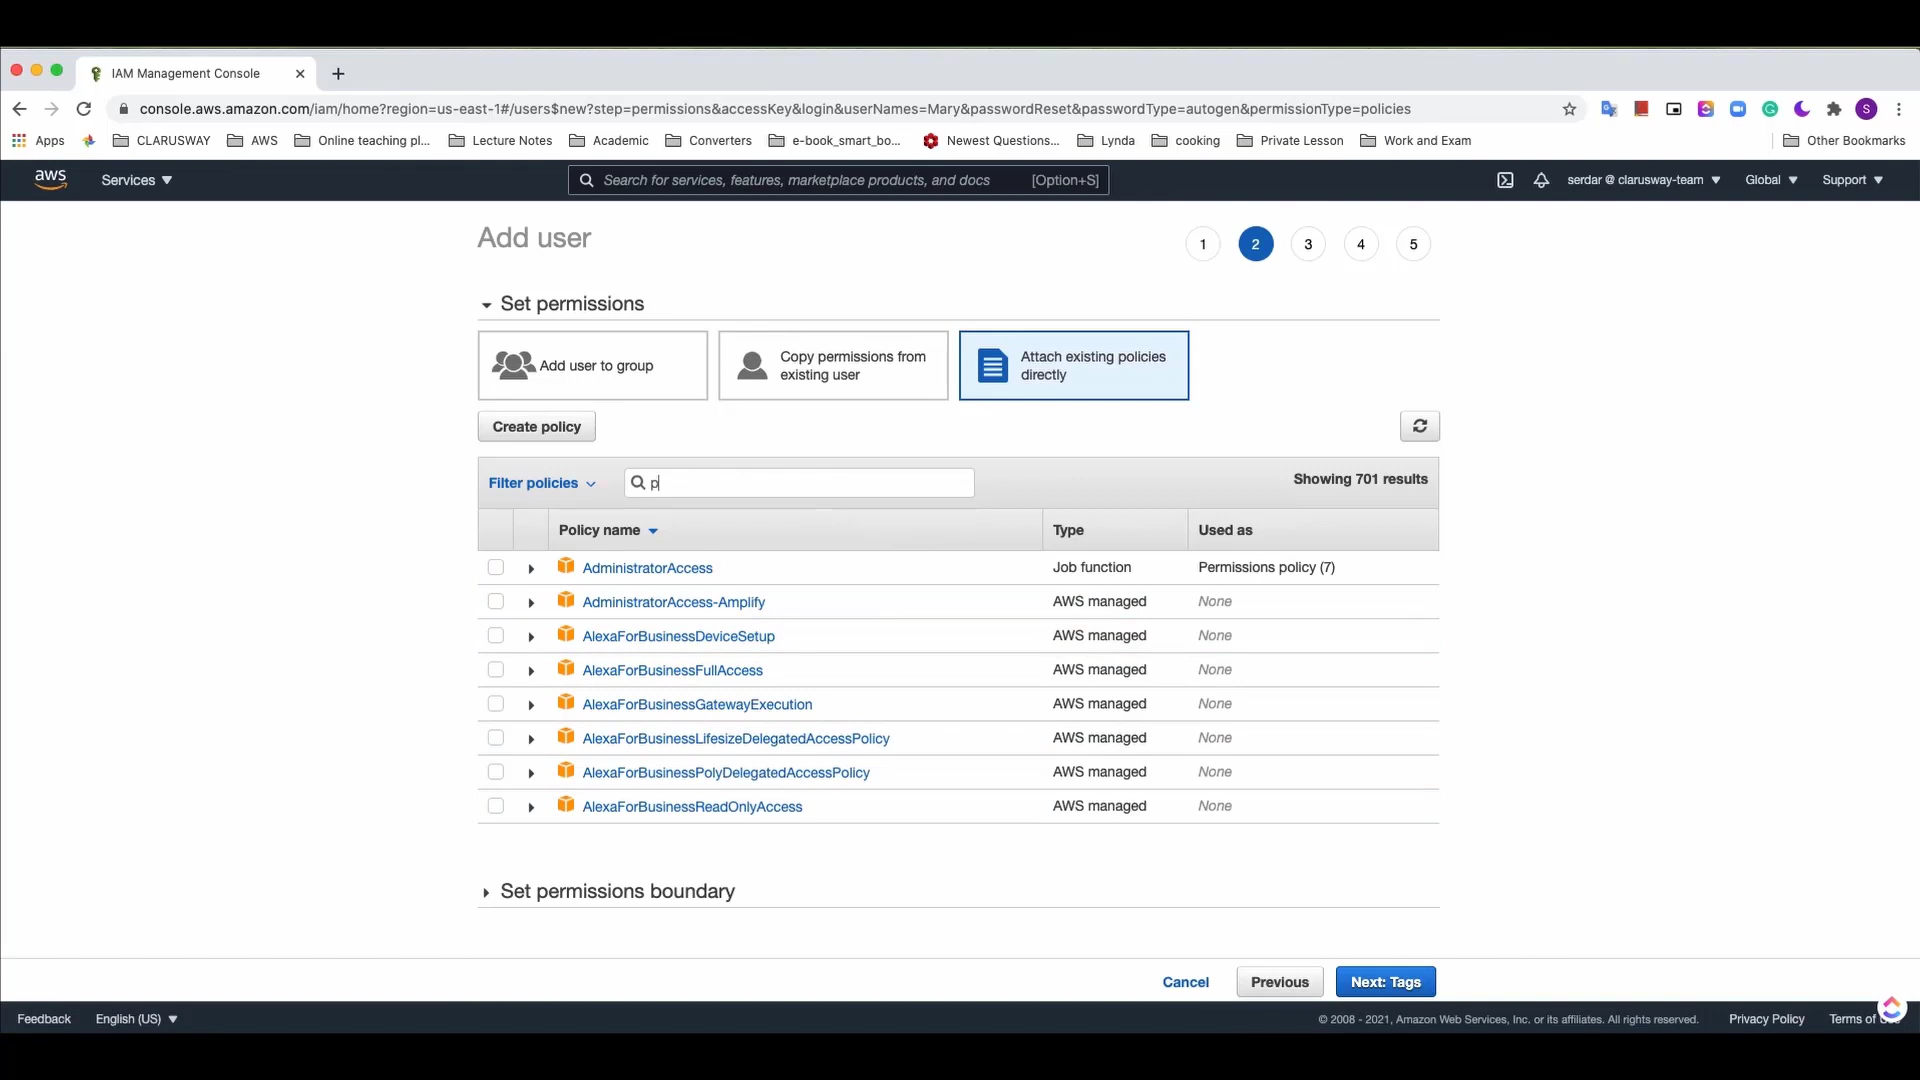 IAM Management Console
console.aws.amazon.com/iam/home?region=us-east-1#/users$new?step=permissions&accessKey&login&userNames=Mary&passwordReset&passwordType=autogen&permissionType=policies
S
Apps CLARUSWAY AWS Online teaching pl... Lecture Notes Academic Converters e-book_smart_bo... Newest Questions... Lynda cooking Private Lesson Work and Exam Other Bookmarks
aws Services Search for services, features, marketplace products, and docs [Option+S] serdar @ clarusway-team Global Support
Add user 1 2 3 4 5
Set permissions
Add user to group
Copy permissions from
existing user
Attach existing policies
directly
Create policy
Filter policies p Showing 701 results
Policy name Type Used as
AdministratorAccess Job function Permissions policy (7)
AdministratorAccess-Amplify AWS managed None
AlexaForBusinessDeviceSetup AWS managed None
AlexaForBusinessFullAccess AWS managed None
AlexaForBusinessGatewayExecution AWS managed None
AlexaForBusinessLifesizeDelegatedAccessPolicy AWS managed None
AlexaForBusinessPolyDelegatedAccessPolicy AWS managed None
AlexaForBusinessReadOnlyAccess AWS managed None
Set permissions boundary
Cancel Previous Next: Tags
Feedback English (US) © 2008 - 2021, Amazon Web Services, Inc. or its affiliates. All rights reserved. Privacy Policy Terms of